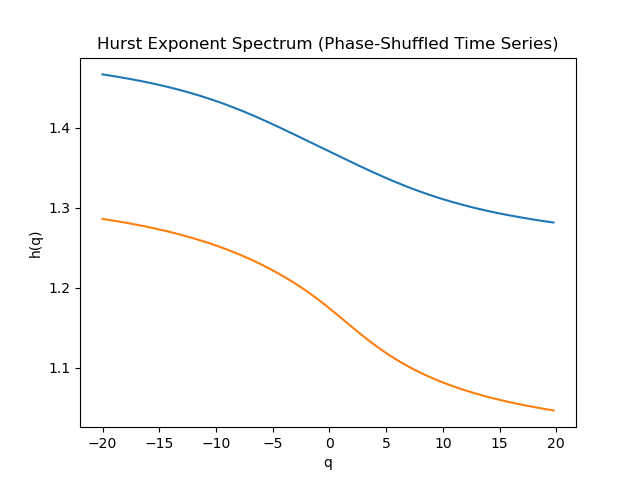 Hurst Exponent Spectrum (Phase-Shuffled Time Series)
1.4
1.3
1.2
1.1
h(q)
−20 −15 −10 −5 0 5 10 15 20
q